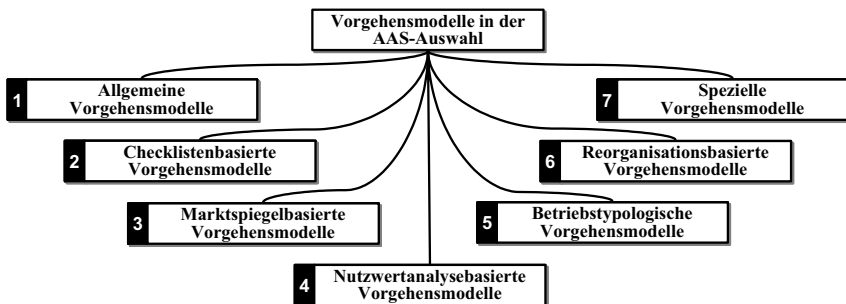 Vorgehensmodelle in der
AAS-Auswahl
1
Allgemeine
Vorgehensmodelle
2
Checklistenbasierte
Vorgehensmodelle
3
Marktspiegelbasierte
Vorgehensmodelle
4
Nutzwertanalysebasierte
Vorgehensmodelle
5
Betriebstypologische
Vorgehensmodelle
6
Reorganisationsbasierte
Vorgehensmodelle
7
Spezielle
Vorgehensmodelle